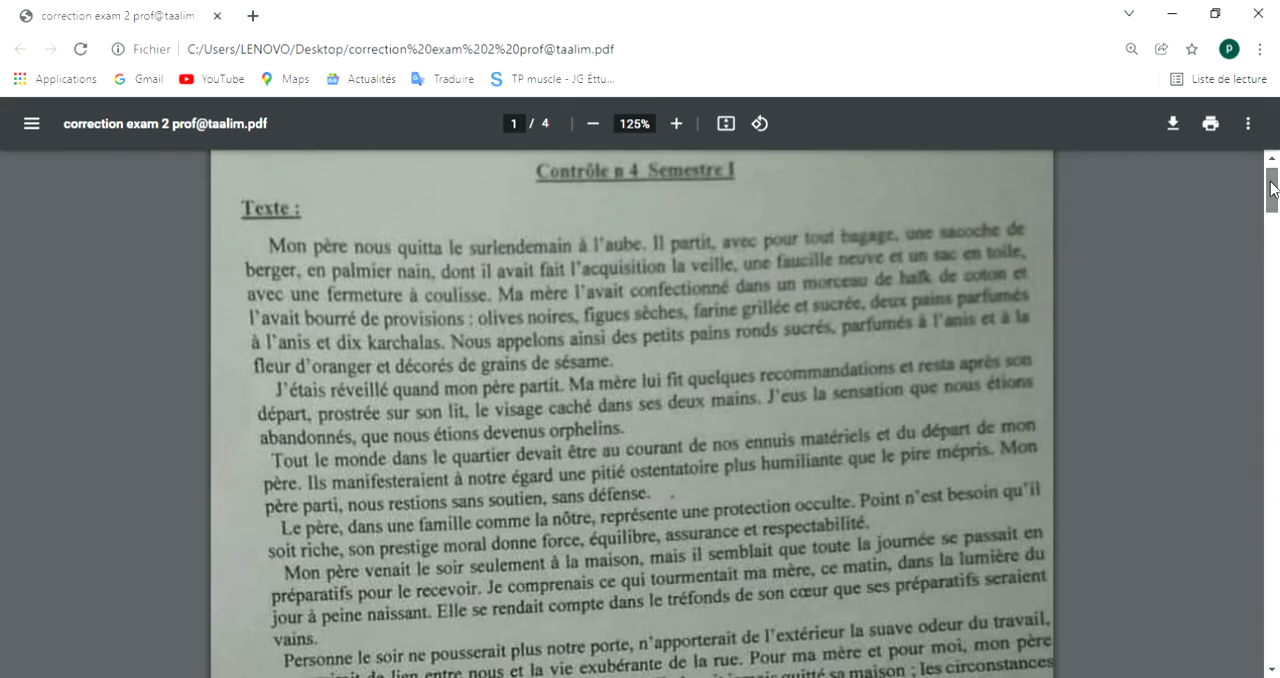 correction exam 2 prof@taalim
Fichier C:/Users/LENOVO/Desktop/correction%20exam%202%20prof@taalim.pdf
P
Applications Gmail YouTube Maps Actualités Traduire TP muscle - JG Éttu... Liste de lecture
correction exam 2 prof@taalim.pdf 1 / 4 125%
Contrôle n 4 Semestre I
Texte :
Mon père nous quitta le surlendemain à l'aube. Il partit, avec pour tout bagage, une sacoche de
berger, en palmier nain, dont il avait fait l'acquisition la veille, une faucille neuve et un sac en toile,
avec une fermeture à coulisse. Ma mère l'avait confectionné dans un morceau de haïk de coton et
l'avait bourré de provisions : olives noires, figues sèches, farine grillée et sucrée, deux pains parfumés
à l'anis et dix karchalas. Nous appelons ainsi des petits pains ronds sucrés, parfumés à l'anis et à la
fleur d'oranger et décorés de grains de sésame.
J'étais réveillé quand mon père partit. Ma mère lui fit quelques recommandations et resta après son
départ, prostrée sur son lit, le visage caché dans ses deux mains. J'eus la sensation que nous étions
abandonnés, que nous étions devenus orphelins.
Tout le monde dans le quartier devait être au courant de nos ennuis matériels et du départ de mon
père. Ils manifesteraient à notre égard une pitié ostentatoire plus humiliante que le pire mépris. Mon
père parti, nous restions sans soutien, sans défense.
Le père, dans une famille comme la nôtre, représente une protection occulte. Point n'est besoin qu'il
soit riche, son prestige moral donne force, équilibre, assurance et respectabilité.
Mon père venait le soir seulement à la maison, mais il semblait que toute la journée se passait en
préparatifs pour le recevoir. Je comprenais ce qui tourmentait ma mère, ce matin, dans la lumière du
jour à peine naissant. Elle se rendait compte dans le tréfonds de son cœur que ses préparatifs seraient
vains.
Personne le soir ne pousserait plus notre porte, n'apporterait de l'extérieur la suave odeur du travail,
de lien entre nous et la vie exubérante de la rue. Pour ma mère et pour moi, mon père
quitté sa maison ; les circonstances